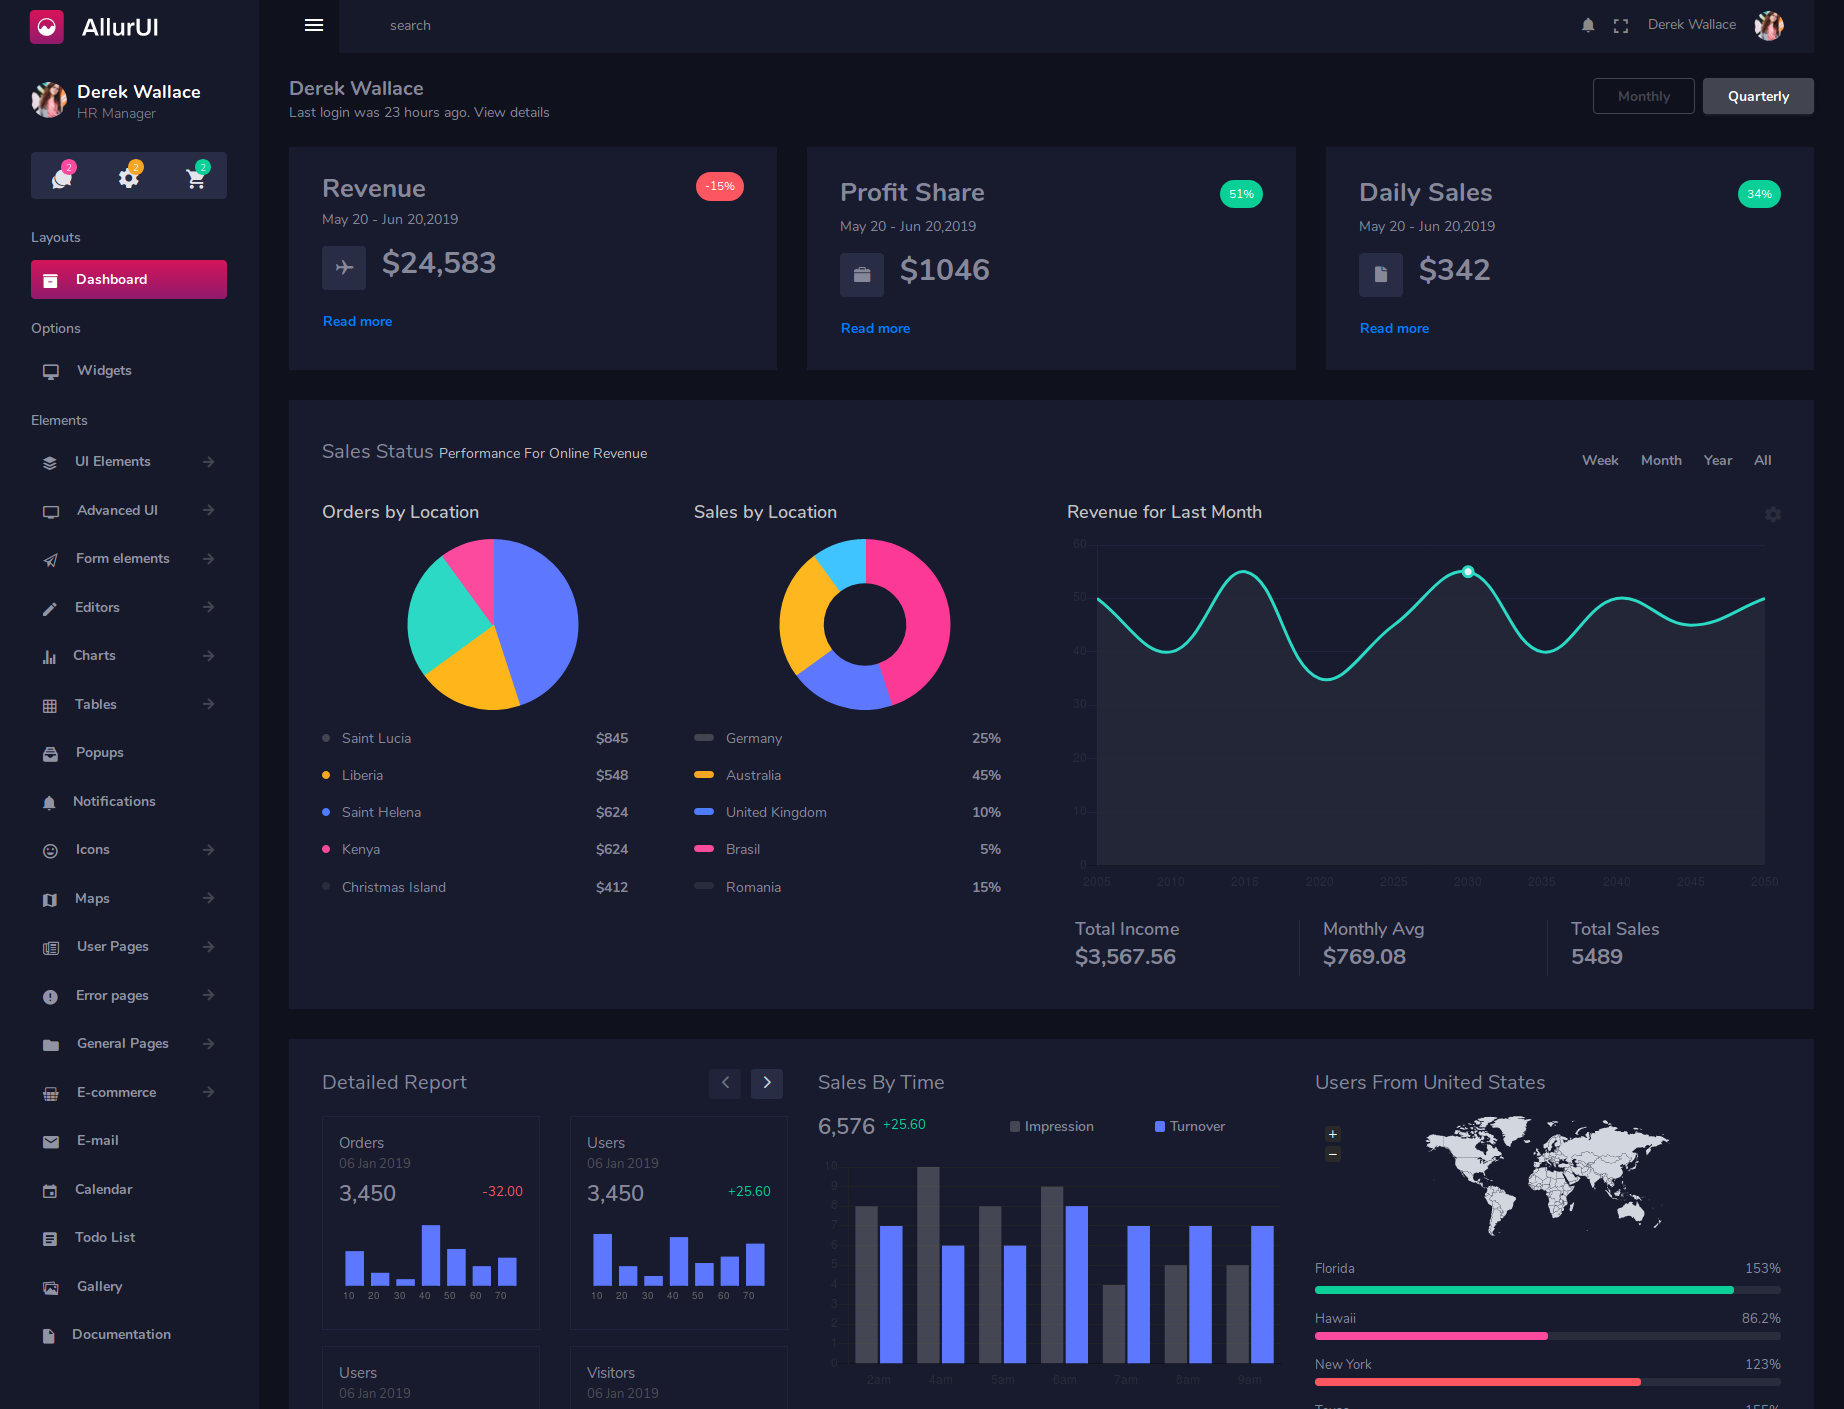 AllurUI
search
Derek Wallace
Derek Wallace
HR Manager
2 2 2
Layouts
Dashboard
Options
Widgets
Elements
UI Elements
Advanced UI
Form elements
Editors
Charts
Tables
Popups
Notifications
Icons
Maps
User Pages
Error pages
General Pages
E-commerce
E-mail
Calendar
Todo List
Gallery
Documentation
Derek Wallace
Last login was 23 hours ago. View details
Monthly
Quarterly
Revenue
-15%
May 20 - Jun 20,2019
$24,583
Read more
Profit Share
51%
May 20 - Jun 20,2019
$1046
Read more
Daily Sales
34%
May 20 - Jun 20,2019
$342
Read more
Sales Status Performance For Online Revenue
Week Month Year All
Orders by Location
Saint Lucia $845
Liberia $548
Saint Helena $624
Kenya $624
Christmas Island $412
Sales by Location
Germany 25%
Australia 45%
United Kingdom 10%
Brasil 5%
Romania 15%
Revenue for Last Month
60
50
40
30
20
10
0
2005 2010 2015 2020 2025 2030 2035 2040 2045 2050
Total Income
$3,567.56
Monthly Avg
$769.08
Total Sales
5489
Detailed Report
Orders
06 Jan 2019
3,450 -32.00
10 20 30 40 50 60 70
Users
06 Jan 2019
3,450 +25.60
10 20 30 40 50 60 70
Users
06 Jan 2019
Visitors
06 Jan 2019
Sales By Time
6,576 +25.60
Impression
Turnover
10
9
8
7
6
5
4
3
2
1
0
2am 4am 5am 6am 7am 8am 9am
Users From United States
+
−
Florida 153%
Hawaii 86.2%
New York 123%